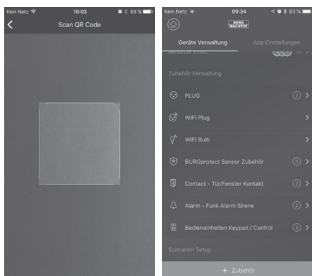 Kein Netz 10:03 69 %
Scan QR Code
Kein Netz 09:34 93 %
BURG WÄCHTER
Geräte Verwaltung App Einstellungen
Zubehör Verwaltung
PLUG
WiFi Plug
WiFi Bulb
BURGprotect Sensor Zubehör
Contact - Tür/Fenster Kontakt
Alarm - Funk Alarm Sirene
Bedieneinheiten Keypad / Control
Szenarien Setup
+ Zubehör